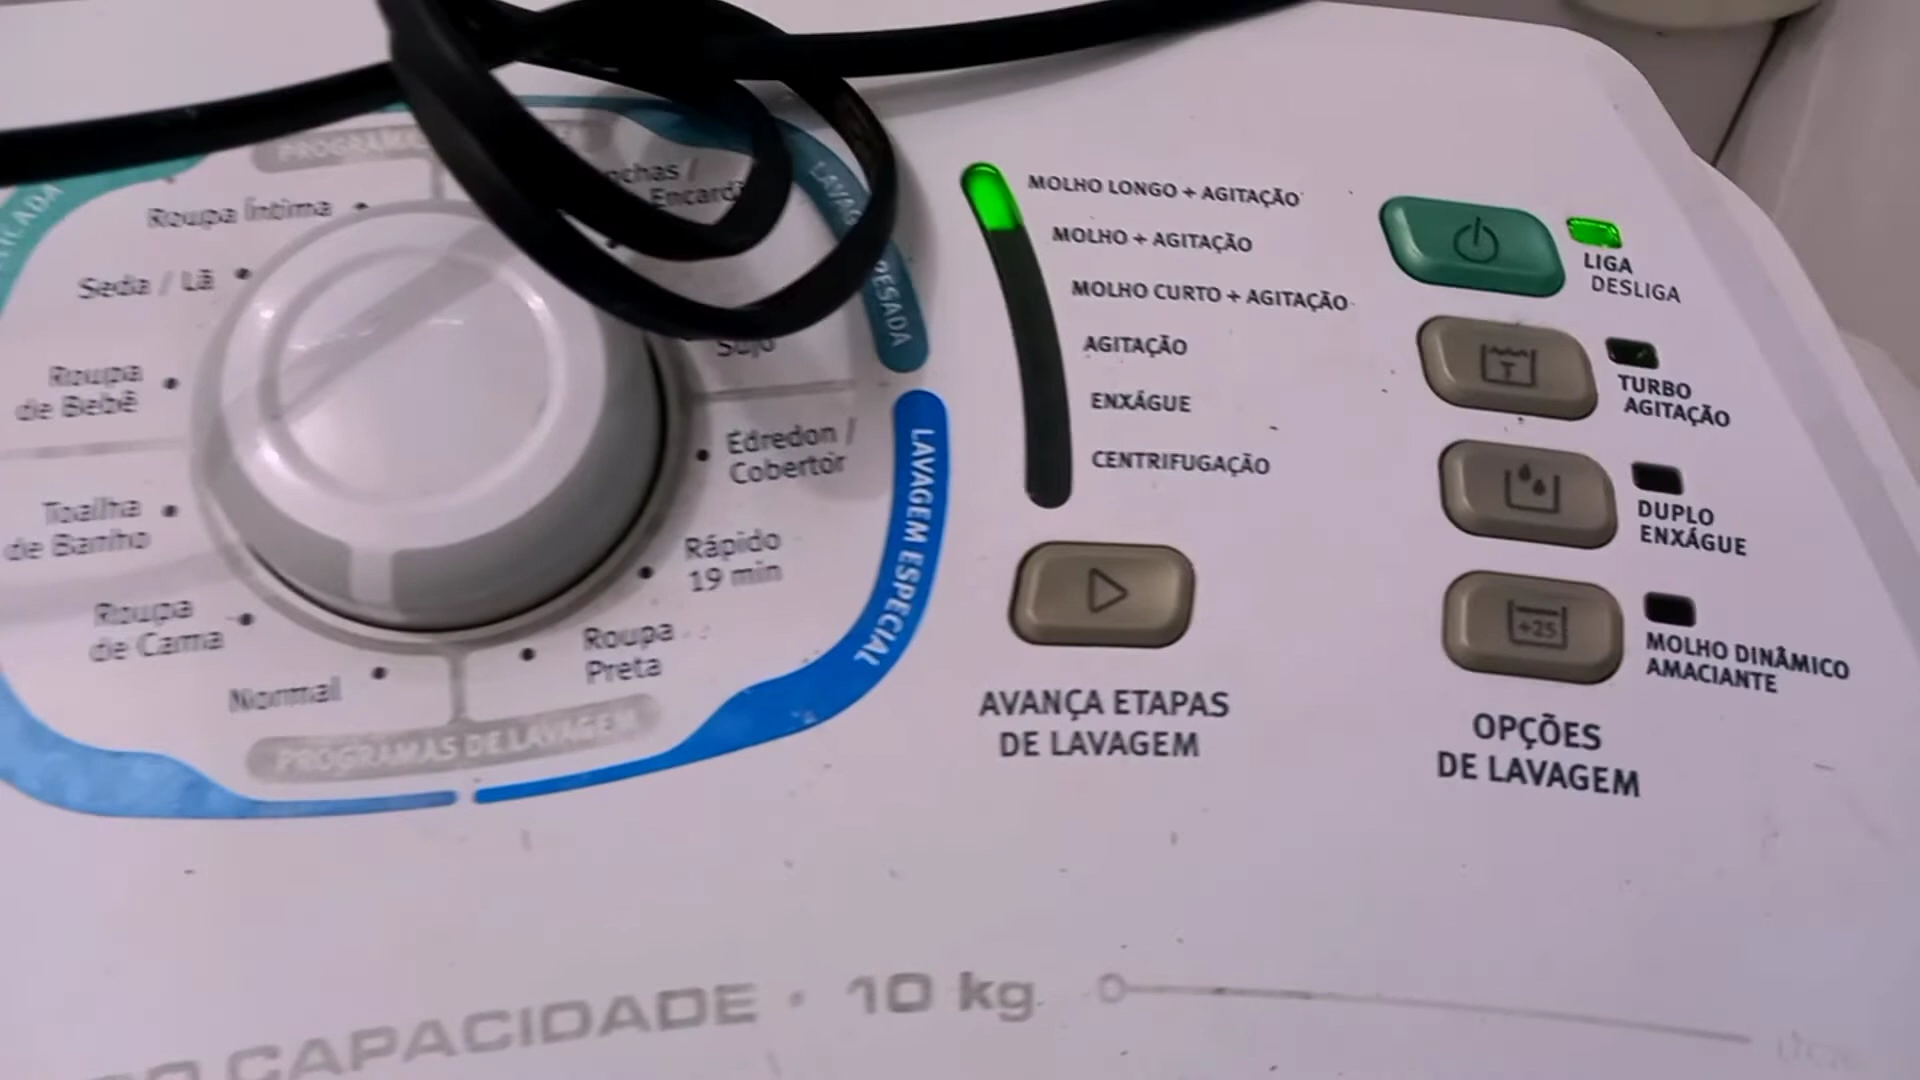 PROGRAMAS
Roupa Íntima
Seda / Lã
Roupa
de Bebê
Toalha
de Banho
Roupa
de Cama
Normal
Sujo
Edredon /
Cobertor
Rápido
19 min
Roupa
Preta
PROGRAMAS DE LAVAGEM
PESADA
LAVAGEM ESPECIAL
MOLHO LONGO + AGITAÇÃO
MOLHO + AGITAÇÃO
MOLHO CURTO + AGITAÇÃO
AGITAÇÃO
ENXÁGUE
CENTRIFUGAÇÃO
AVANÇA ETAPAS
DE LAVAGEM
LIGA
DESLIGA
TURBO
AGITAÇÃO
DUPLO
ENXÁGUE
+25
MOLHO DINÂMICO
AMACIANTE
OPÇÕES
DE LAVAGEM
CAPACIDADE · 10 kg